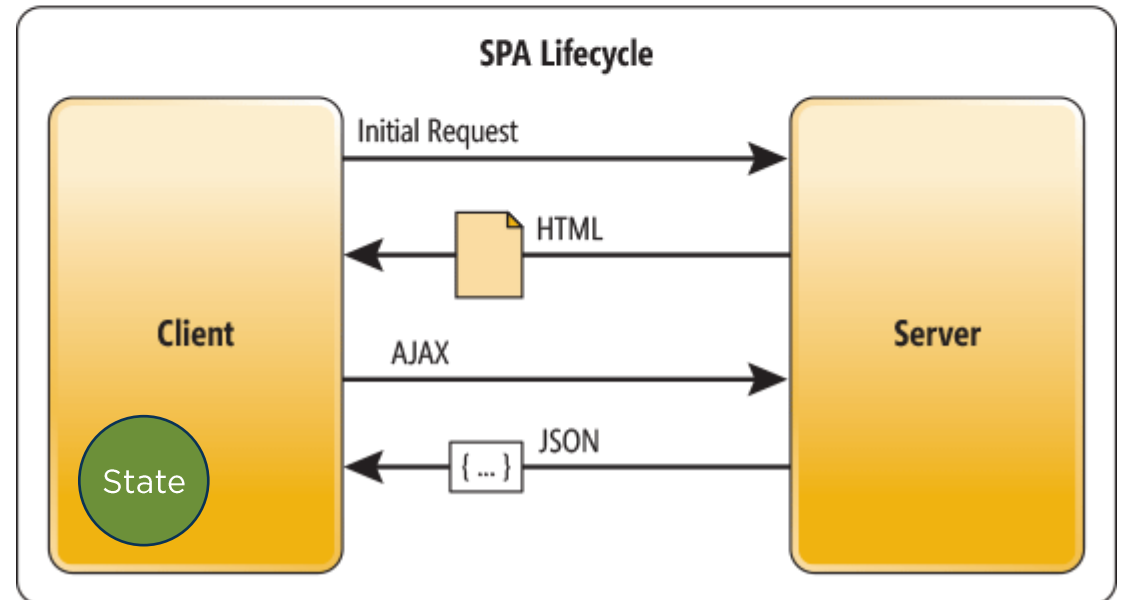 SPA Lifecycle
Initial Request
HTML
Client
Server
AJAX
JSON
{ ... }
State